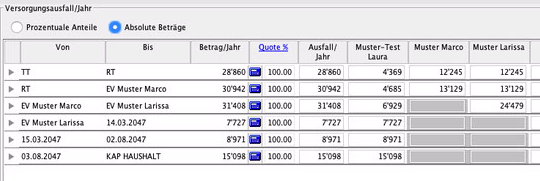 Versorgungsausfall/Jahr
Prozentuale Anteile Absolute Beträge
Von Bis Betrag/Jahr Quote % Ausfall/ Jahr Muster-Test Laura Muster Marco Muster Larissa
TT RT 28'860 100.00 28'860 4'369 12'245 12'245
RT EV Muster Marco 30'942 100.00 30'942 4'685 13'129 13'129
EV Muster Marco EV Muster Larissa 31'408 100.00 31'408 6'929 24'479
EV Muster Larissa 14.03.2047 7'727 100.00 7'727 7'727
15.03.2047 02.08.2047 8'971 100.00 8'971 8'971
03.08.2047 KAP HAUSHALT 15'098 100.00 15'098 15'098